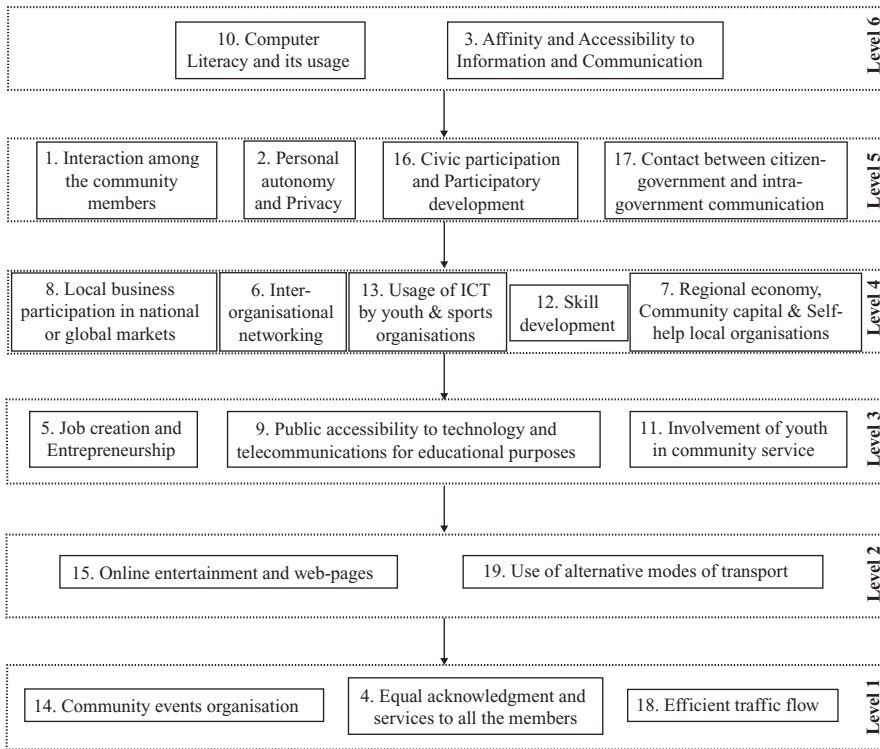 10. Computer
Literacy and its usage
3. Affinity and Accessibility to
Information and Communication
Level 6
1. Interaction among
the community
members
2. Personal
autonomy
and Privacy
16. Civic participation
and Participatory
development
17. Contact between citizen-
government and intra-
government communication
Level 5
8. Local business
participation in national
or global markets
6. Inter-
organisational
networking
13. Usage of ICT
by youth & sports
organisations
12. Skill
development
7. Regional economy,
Community capital & Self-
help local organisations
Level 4
5. Job creation and
Entrepreneurship
9. Public accessibility to technology and
telecommunications for educational purposes
11. Involvement of youth
in community service
Level 3
15. Online entertainment and web-pages
19. Use of alternative modes of transport
Level 2
14. Community events organisation
4. Equal acknowledgment and
services to all the members
18. Efficient traffic flow
Level 1